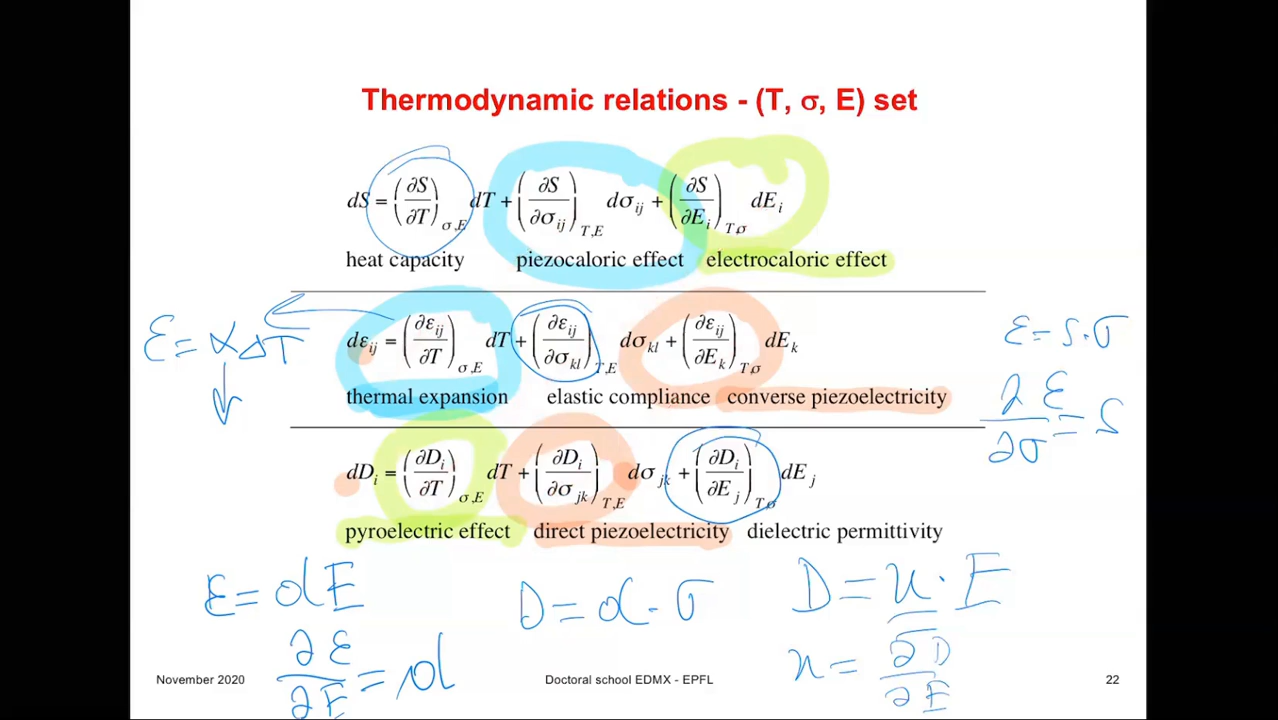 Thermodynamic relations - (T, σ, E) set
dS = (∂S/∂T)σ,E dT + (∂S/∂σij)T,E dσij + (∂S/∂Ei)T,σ dEi
heat capacity piezocaloric effect electrocaloric effect
dεij = (∂εij/∂T)σ,E dT + (∂εij/∂σkl)T,E dσkl + (∂εij/∂Ek)T,σ dEk
thermal expansion elastic compliance converse piezoelectricity
ε = α ΔT
ε = s · σ
∂ε/∂σ = s
dDi = (∂Di/∂T)σ,E dT + (∂Di/∂σjk)T,E dσjk + (∂Di/∂Ej)T,σ dEj
pyroelectric effect direct piezoelectricity dielectric permittivity
ε = dE
D = d · σ
D = κ · E
∂ε/∂E = d
κ = ∂D/∂E
November 2020 Doctoral school EDMX - EPFL 22